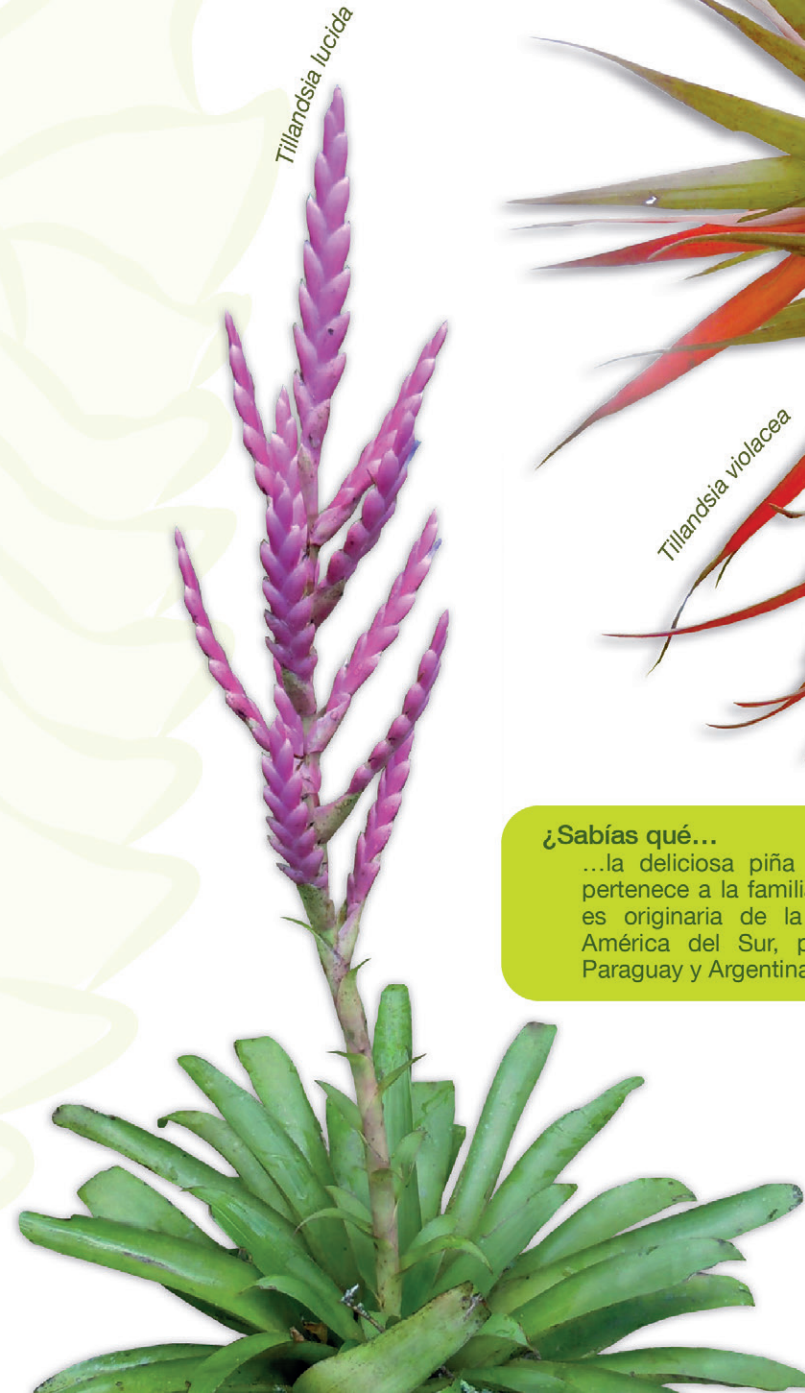 Tillandsia lucida
Tillandsia violacea
¿Sabías qué...
...la deliciosa piña
pertenece a la familia
es originaria de la
América del Sur, p
Paraguay y Argentina